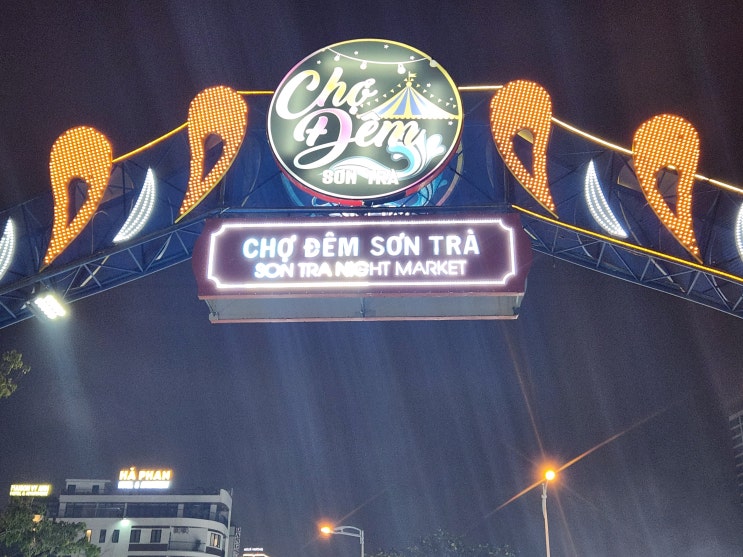 Chợ
Đêm
SƠN TRÀ
CHỢ ĐÊM SƠN TRÀ
SON TRA NIGHT MARKET
HÀ PHAN